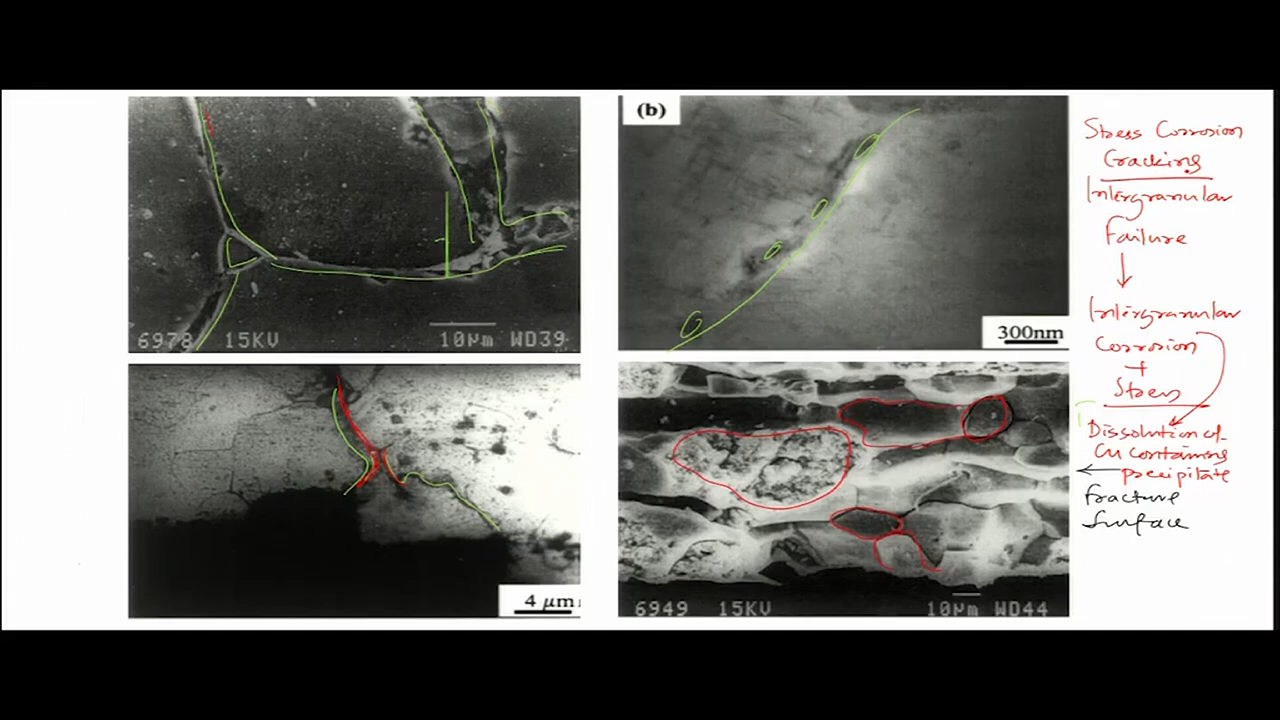 6978 15KV 10µm WD39
(b)
300nm
4 µm
6949 15KV 10µm WD44
Stress Corrosion
Cracking
Intergranular
Failure
Intergranular
Corrosion
+
Stress
Dissolution of
Cu containing
precipitate
Fracture
Surface